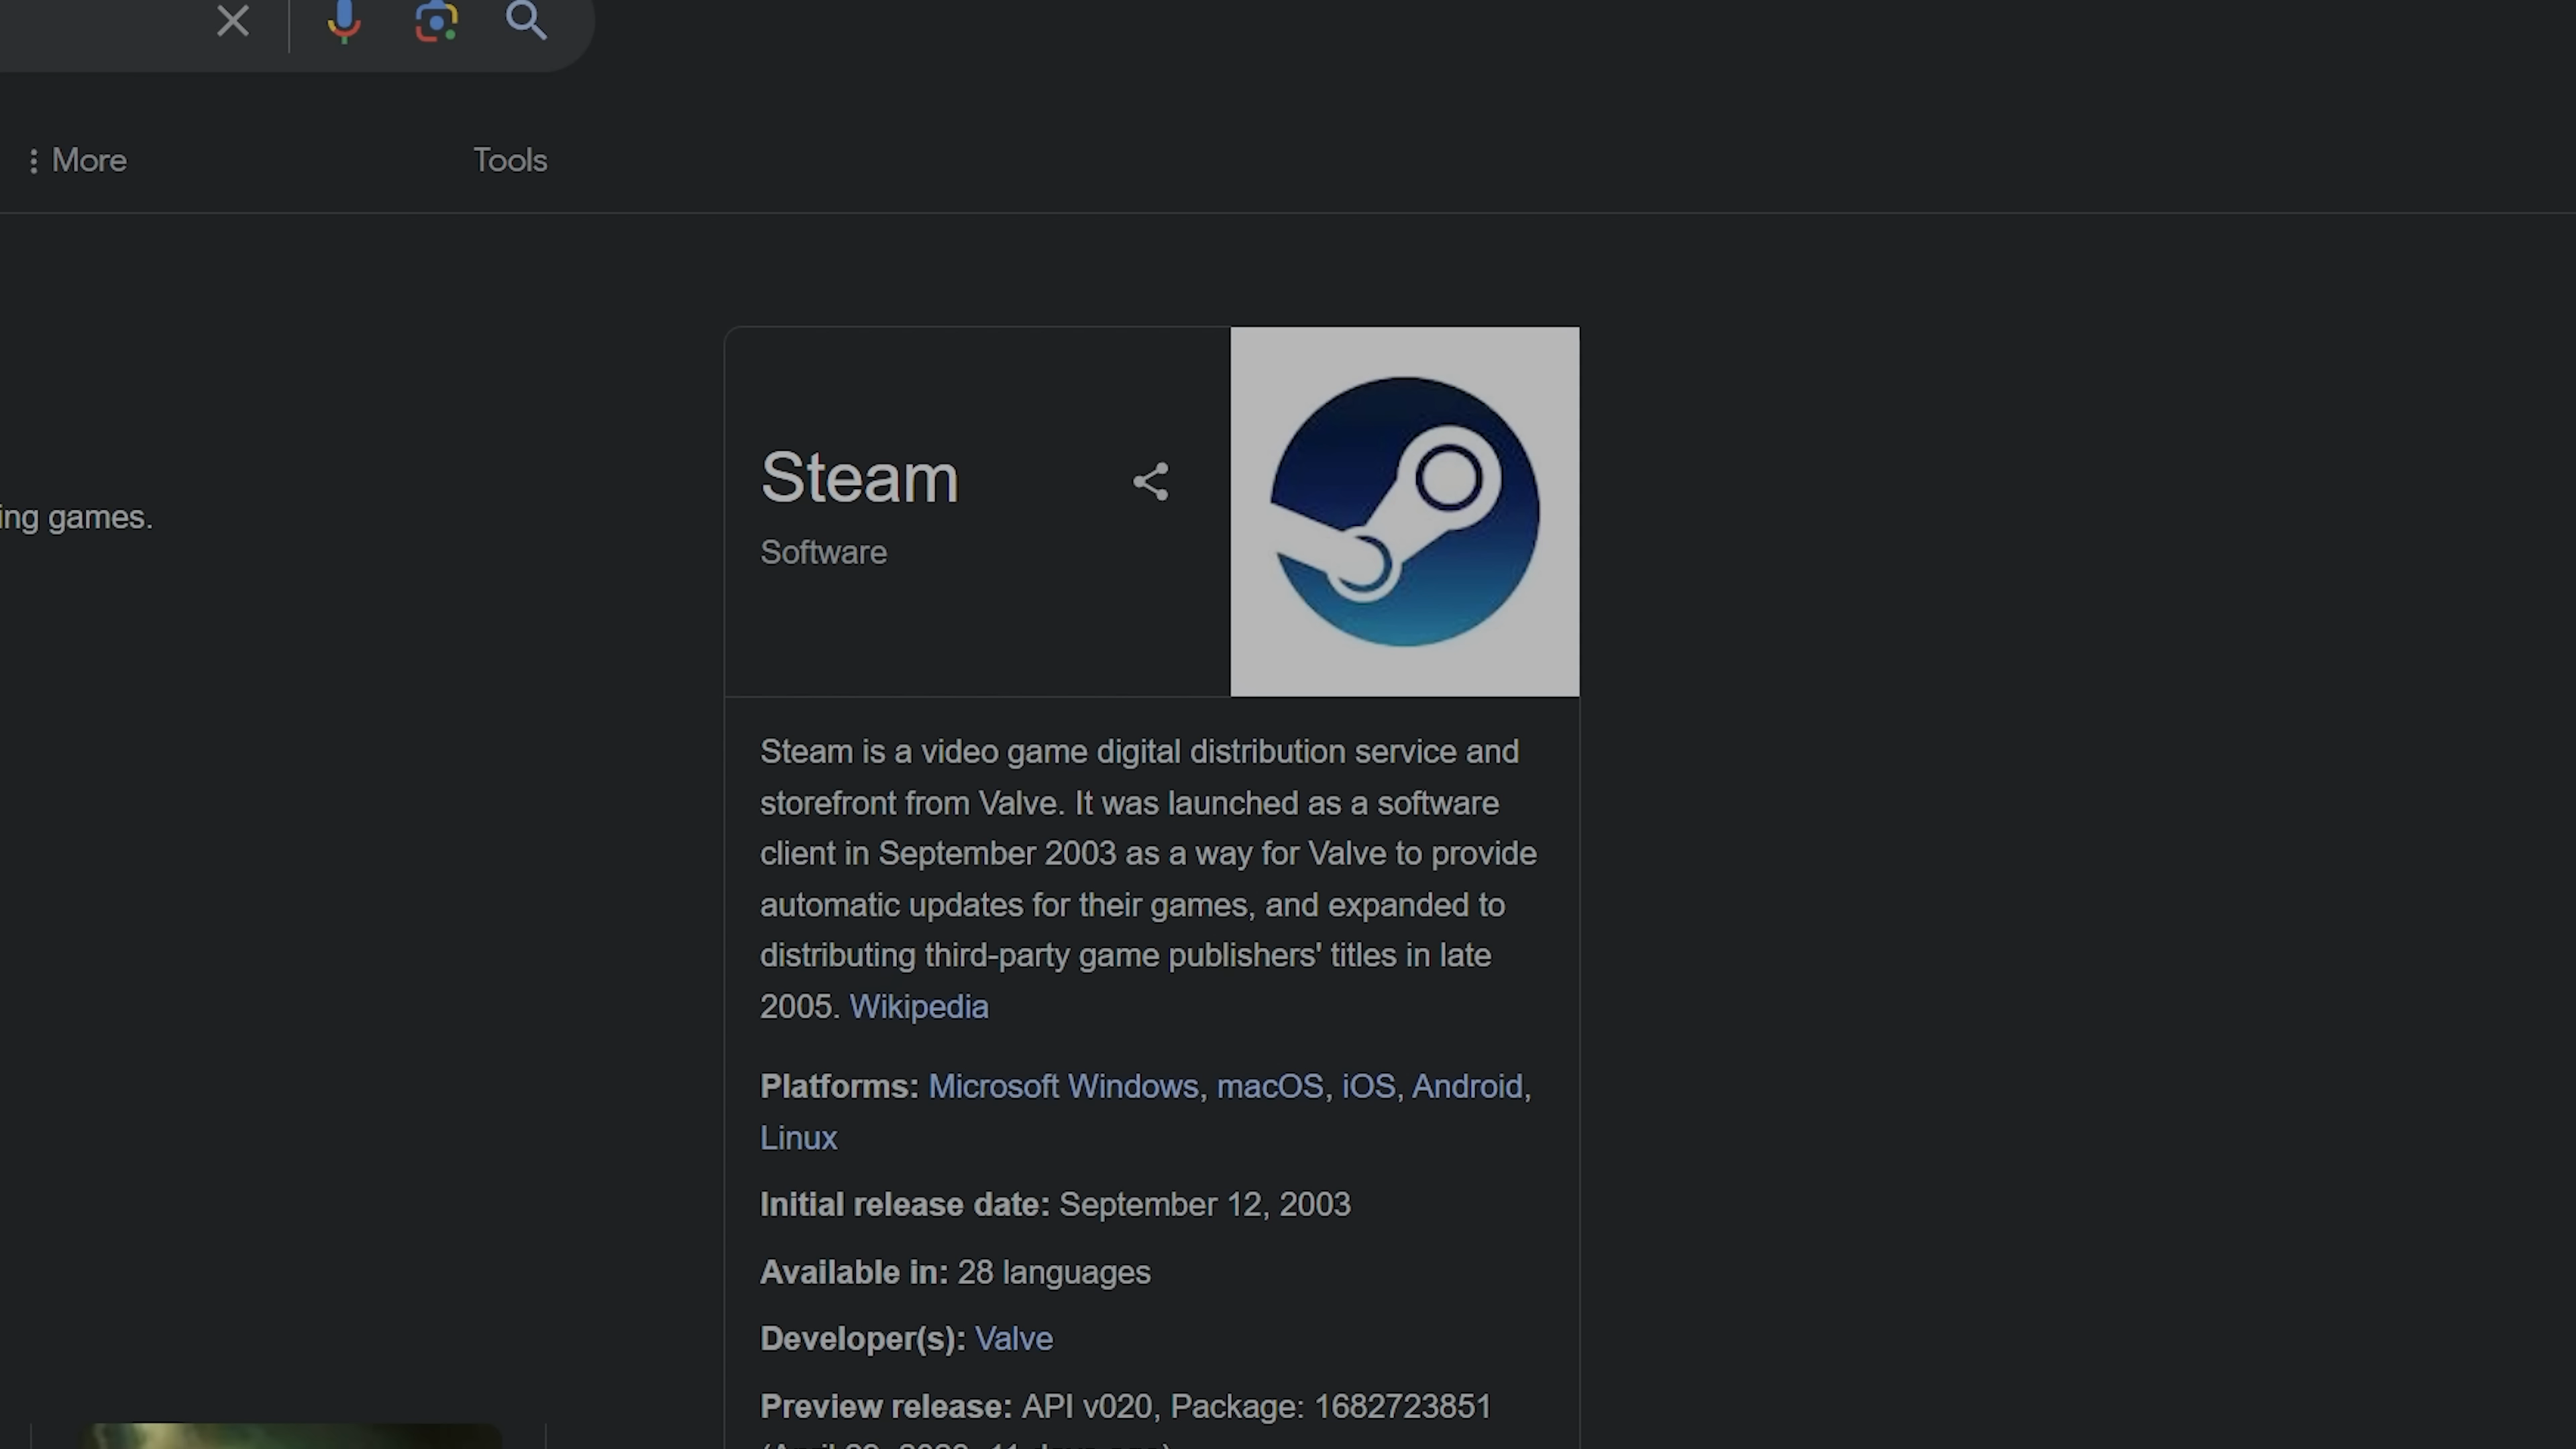 More
Tools
ing games.
Steam
Software
Steam is a video game digital distribution service and
storefront from Valve. It was launched as a software
client in September 2003 as a way for Valve to provide
automatic updates for their games, and expanded to
distributing third-party game publishers' titles in late
2005. Wikipedia
Platforms: Microsoft Windows, macOS, iOS, Android,
Linux
Initial release date: September 12, 2003
Available in: 28 languages
Developer(s): Valve
Preview release: API v020, Package: 1682723851